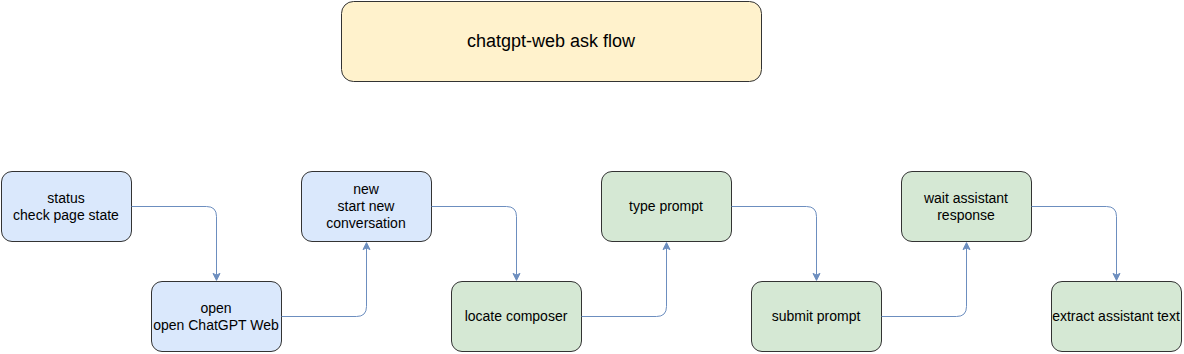 chatgpt-web ask flow
status
check page state
open
open ChatGPT Web
new
start new
conversation
locate composer
type prompt
submit prompt
wait assistant
response
extract assistant text